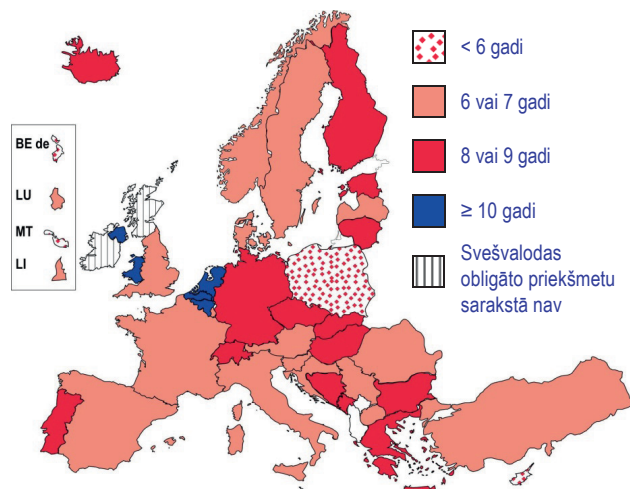 < 6 gadi
6 vai 7 gadi
8 vai 9 gadi
≥ 10 gadi
Svešvalodas
obligāto priekšmetu
sarakstā nav
BE de
LU
MT
LI